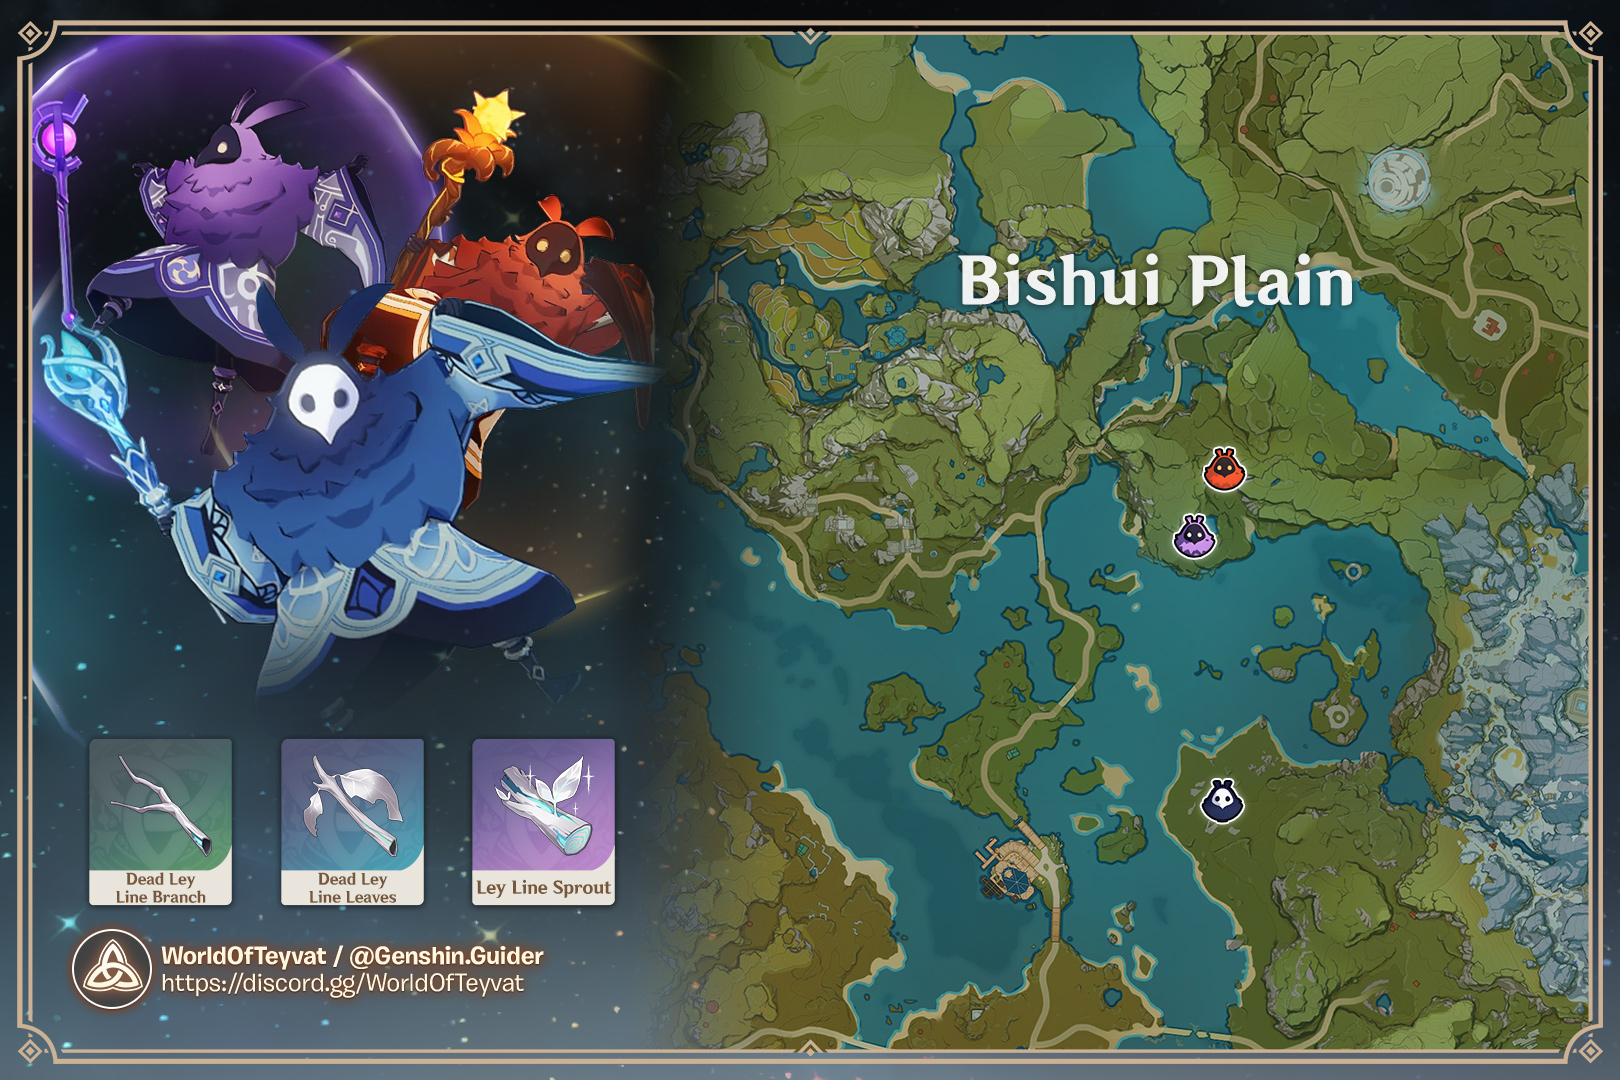 Bishui Plain
Dead Ley
Line Branch
Dead Ley
Line Leaves
Ley Line Sprout
WorldOfTeyvat / @Genshin.Guider
https://discord.gg/WorldOfTeyvat